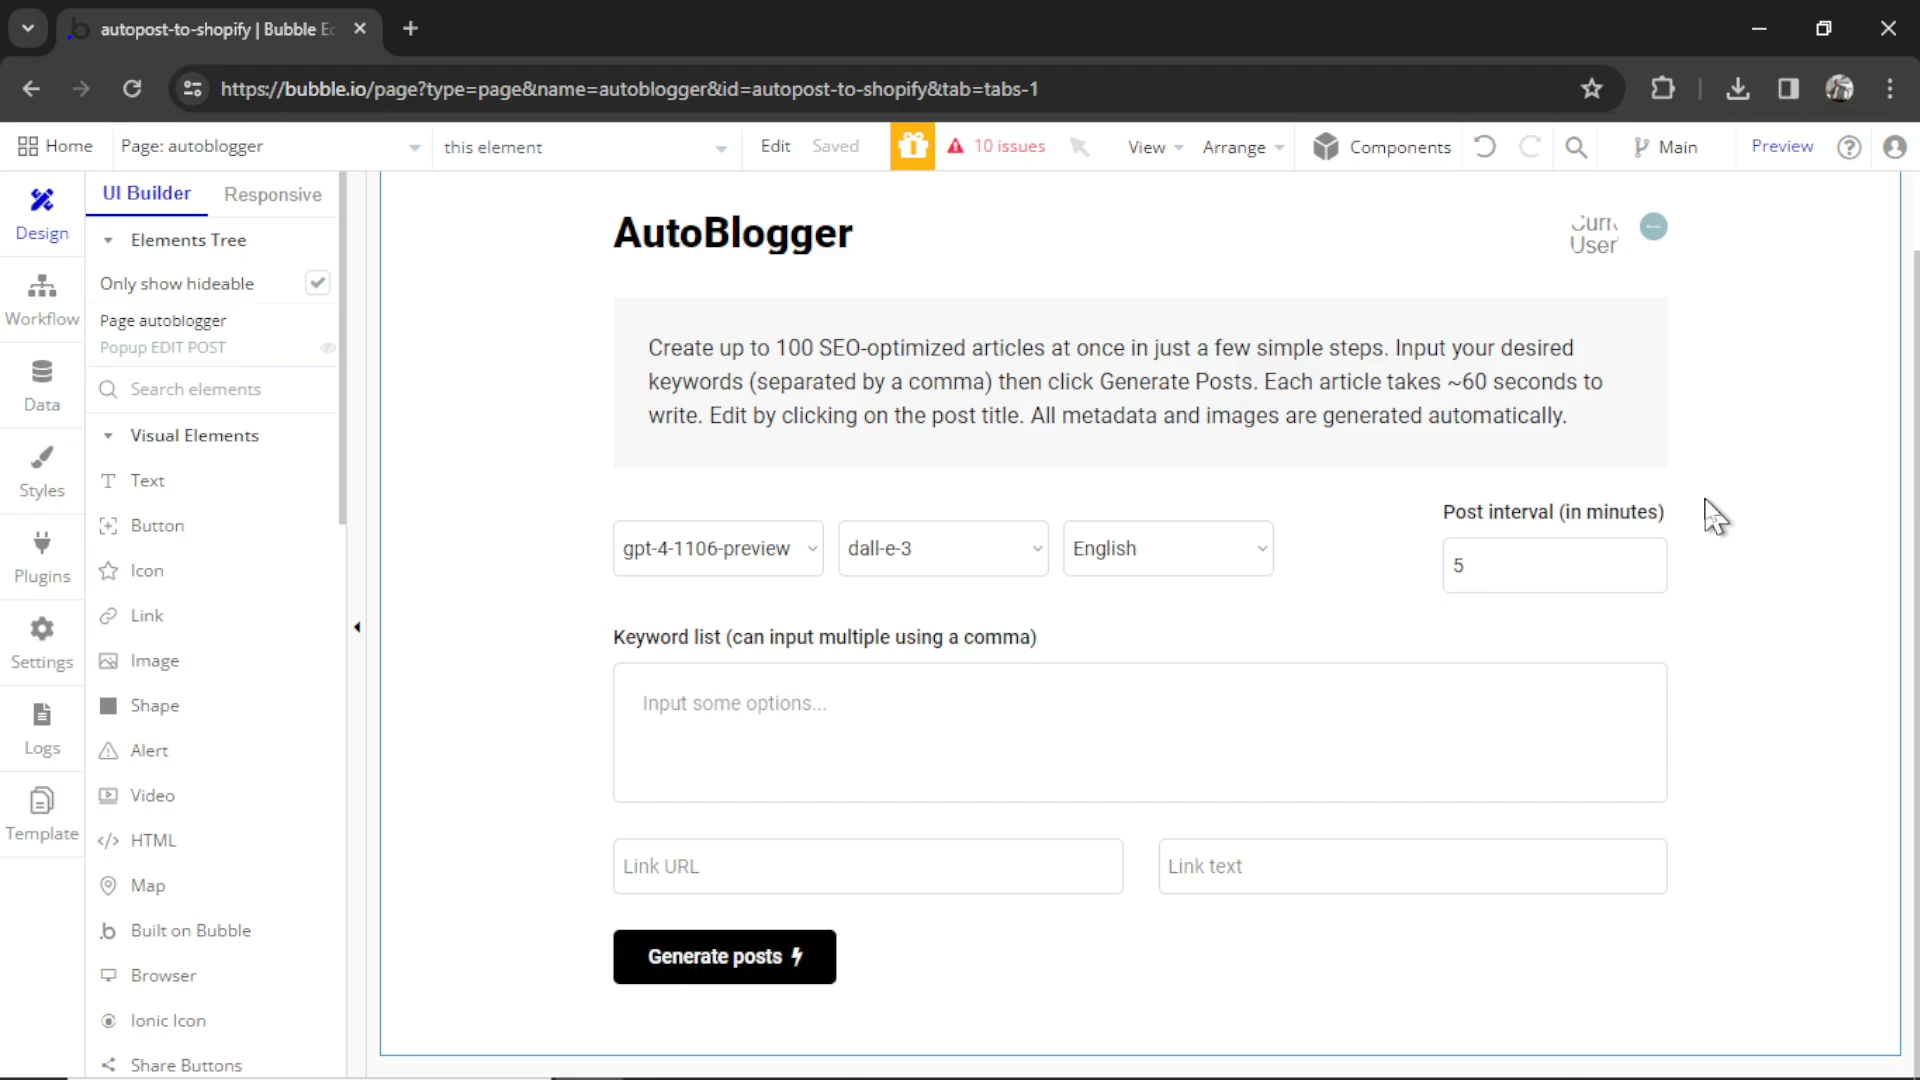 autopost-to-shopify | Bubble Ed
https://bubble.io/page?type=page&name=autoblogger&id=autopost-to-shopify&tab=tabs-1
Home
Page: autoblogger
this element
Edit
Saved
10 issues
View
Arrange
Components
Main
Preview
Design
Workflow
Data
Styles
Plugins
Settings
Logs
Template
UI Builder
Responsive
Elements Tree
Only show hideable
Page autoblogger
Popup EDIT POST
Search elements
Visual Elements
Text
Button
Icon
Link
Image
Shape
Alert
Video
HTML
Map
Built on Bubble
Browser
Ionic Icon
Share Buttons
AutoBlogger
Curr
User'
Create up to 100 SEO-optimized articles at once in just a few simple steps. Input your desired
keywords (separated by a comma) then click Generate Posts. Each article takes ~60 seconds to
write. Edit by clicking on the post title. All metadata and images are generated automatically.
gpt-4-1106-preview
dall-e-3
English
Post interval (in minutes)
5
Keyword list (can input multiple using a comma)
Input some options...
Link URL
Link text
Generate posts